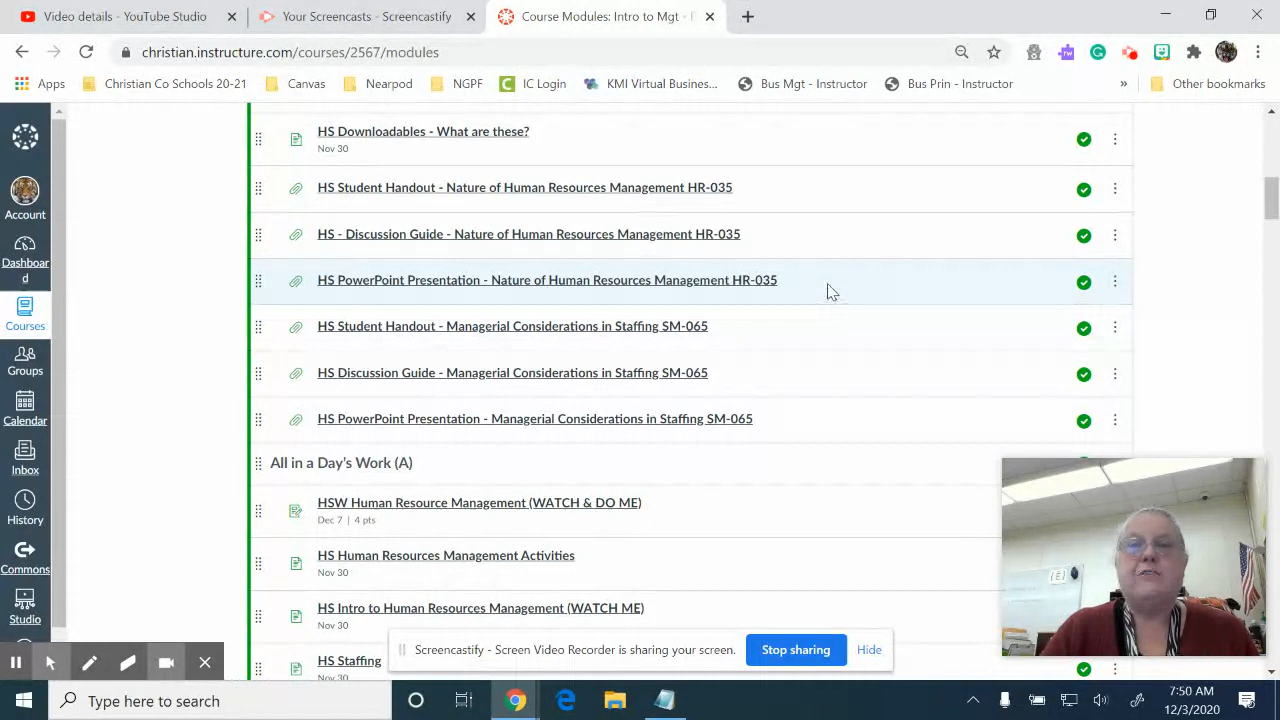 Video details - YouTube Studio
Your Screencasts - Screencastify
Course Modules: Intro to Mgt - P
christian.instructure.com/courses/2567/modules
Apps
Christian Co Schools 20-21
Canvas
Nearpod
NGPF
IC Login
KMI Virtual Business...
Bus Mgt - Instructor
Bus Prin - Instructor
»
Other bookmarks
Account
Dashboar
d
Courses
Groups
Calendar
Inbox
History
Commons
Studio
HS Downloadables - What are these?
Nov 30
HS Student Handout - Nature of Human Resources Management HR-035
HS - Discussion Guide - Nature of Human Resources Management HR-035
HS PowerPoint Presentation - Nature of Human Resources Management HR-035
HS Student Handout - Managerial Considerations in Staffing SM-065
HS Discussion Guide - Managerial Considerations in Staffing SM-065
HS PowerPoint Presentation - Managerial Considerations in Staffing SM-065
All in a Day's Work (A)
HSW Human Resource Management (WATCH & DO ME)
Dec 7 | 4 pts
HS Human Resources Management Activities
Nov 30
HS Intro to Human Resources Management (WATCH ME)
Nov 30
HS Staffing
Nov 30
Screencastify - Screen Video Recorder is sharing your screen.
Stop sharing
Hide
Type here to search
7:50 AM
12/3/2020